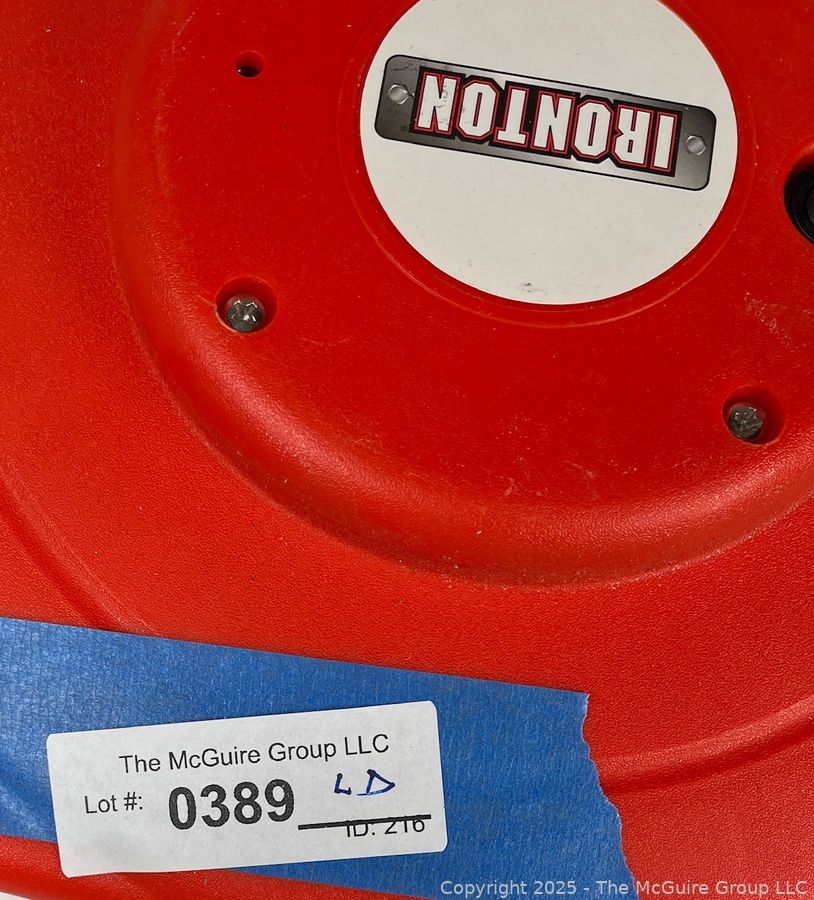 IRONTON
The McGuire Group LLC
Lot #: 0389 LD
ID: 216
Copyright 2025 - The McGuire Group LLC